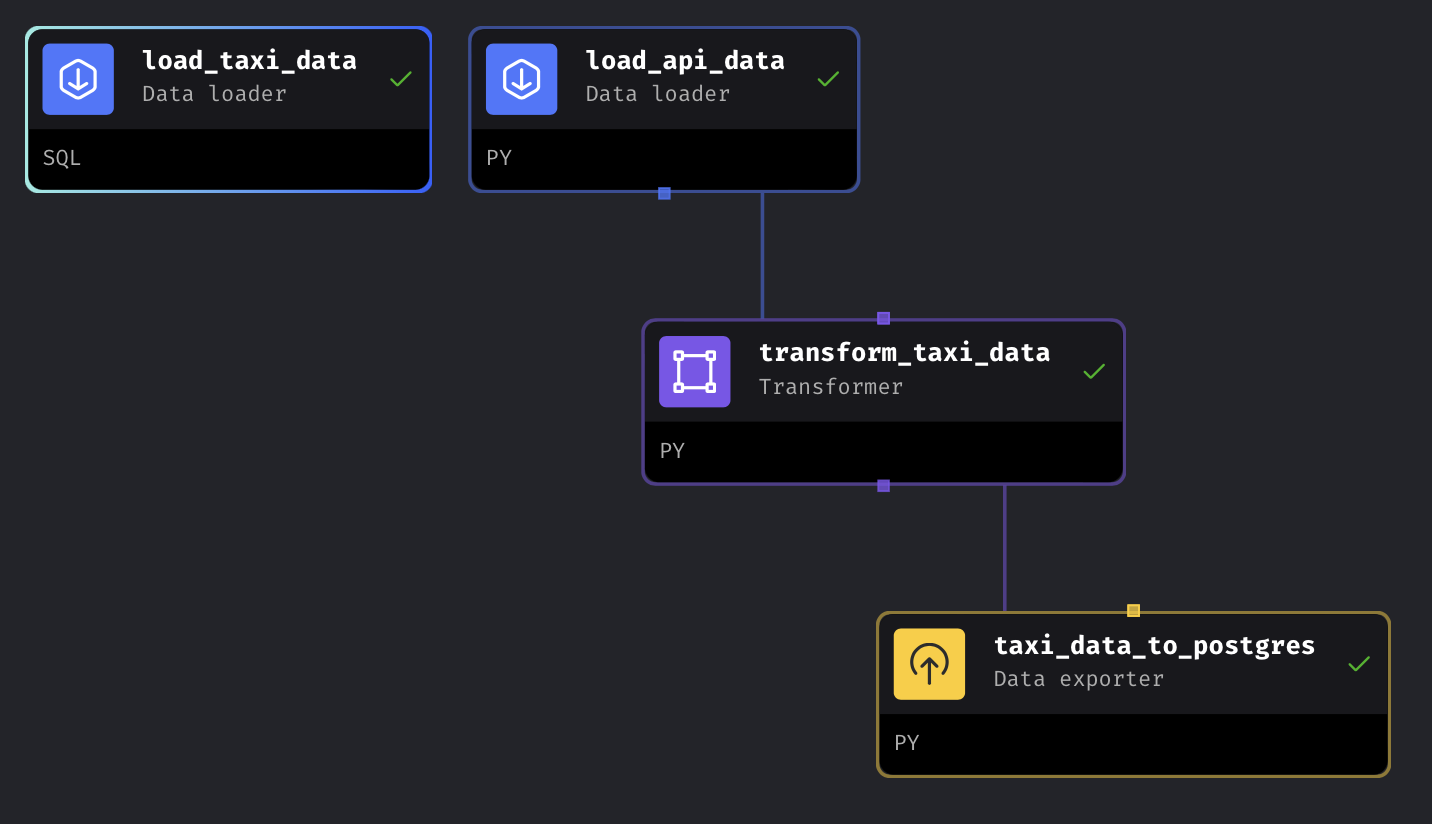 load_taxi_data
Data loader
SQL
load_api_data
Data loader
PY
transform_taxi_data
Transformer
PY
taxi_data_to_postgres
Data exporter
PY